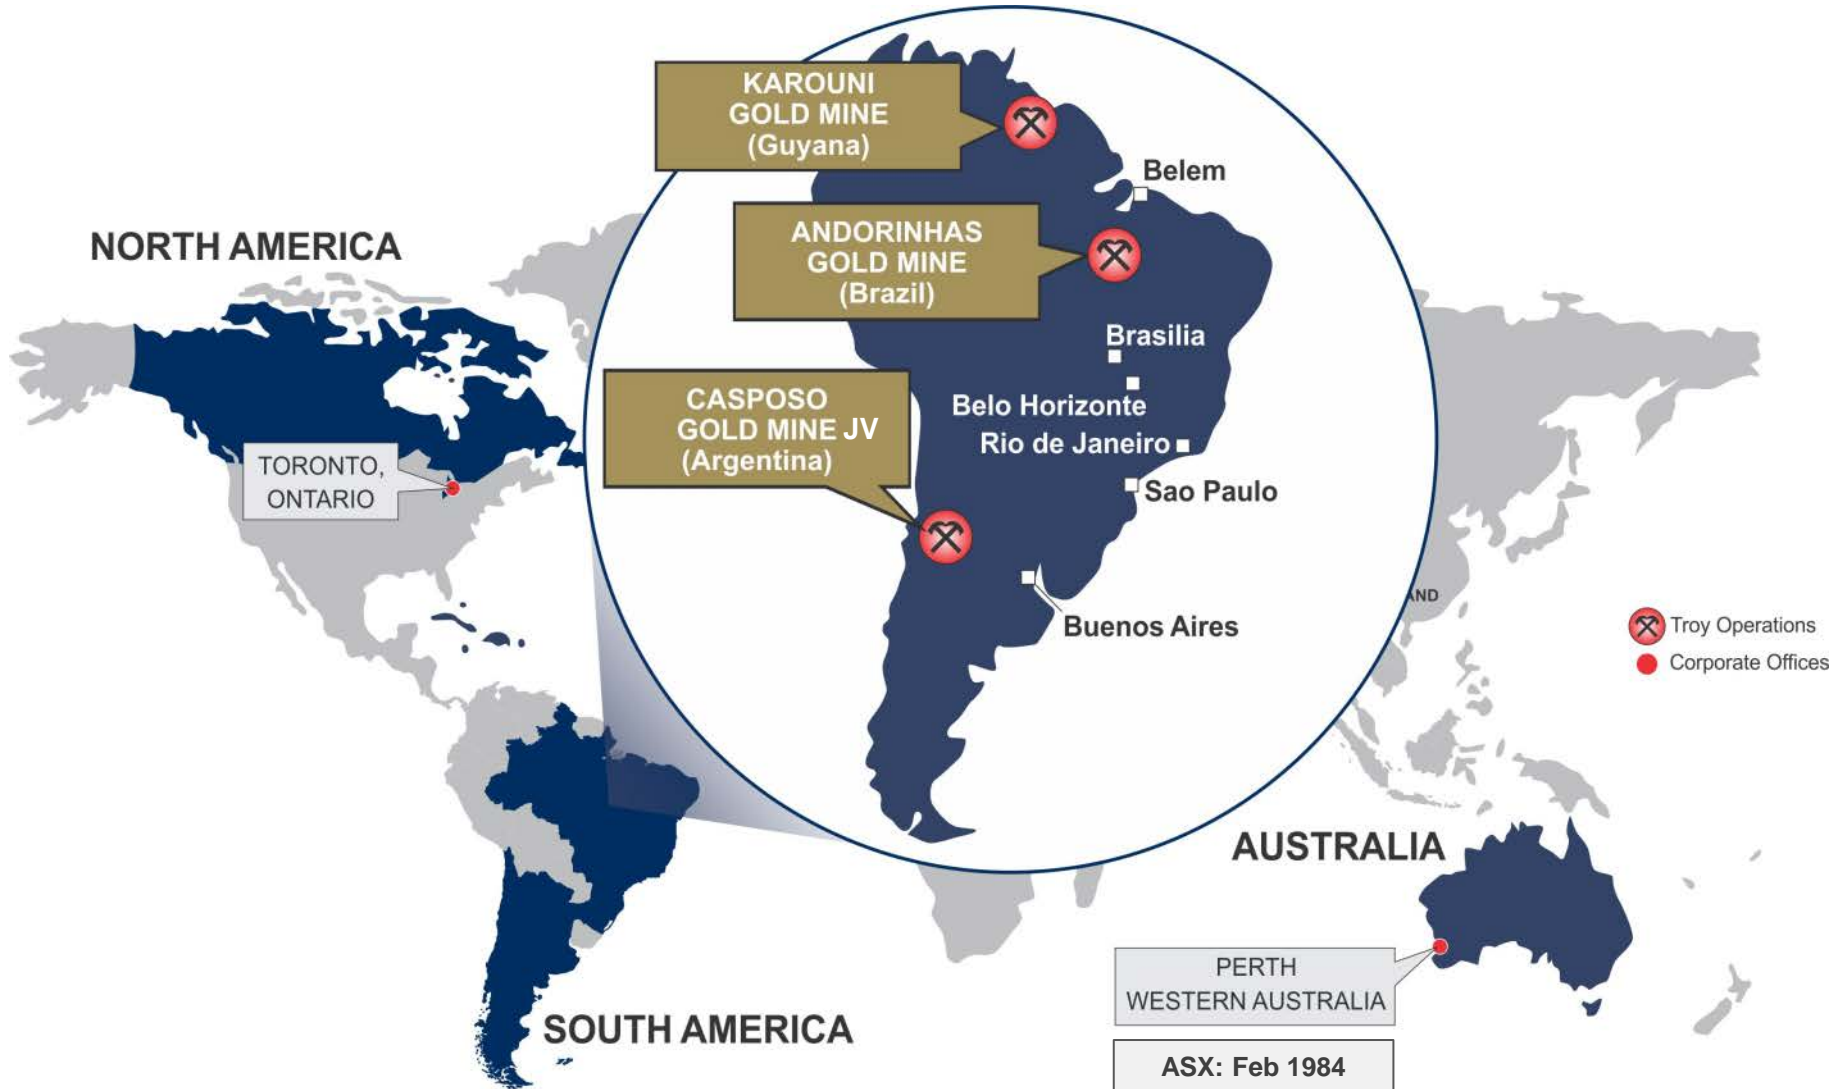 KAROUNI
GOLD MINE
(Guyana)
Belem
ANDORINHAS
GOLD MINE
(Brazil)
NORTH AMERICA
Brasilia
CASPOSO
GOLD MINE JV
(Argentina)
Belo Horizonte
Rio de Janeiro
TORONTO,
ONTARIO
Sao Paulo
AND
Buenos Aires
Troy Operations
Corporate Offices
AUSTRALIA
PERTH
WESTERN AUSTRALIA
SOUTH AMERICA
ASX: Feb 1984